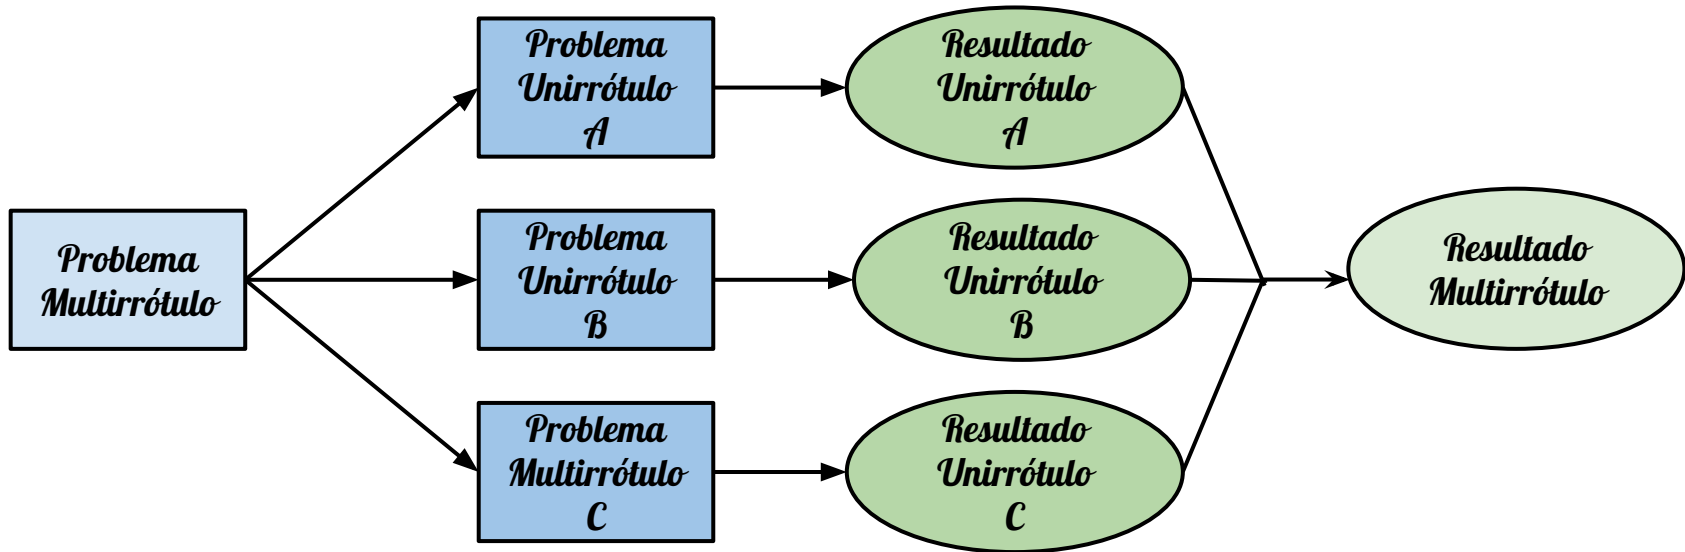 Problema
Multirrótulo
Problema
Unirrótulo
A
Resultado
Unirrótulo
A
Problema
Unirrótulo
B
Resultado
Unirrótulo
B
Problema
Multirrótulo
C
Resultado
Unirrótulo
C
Resultado
Multirrótulo